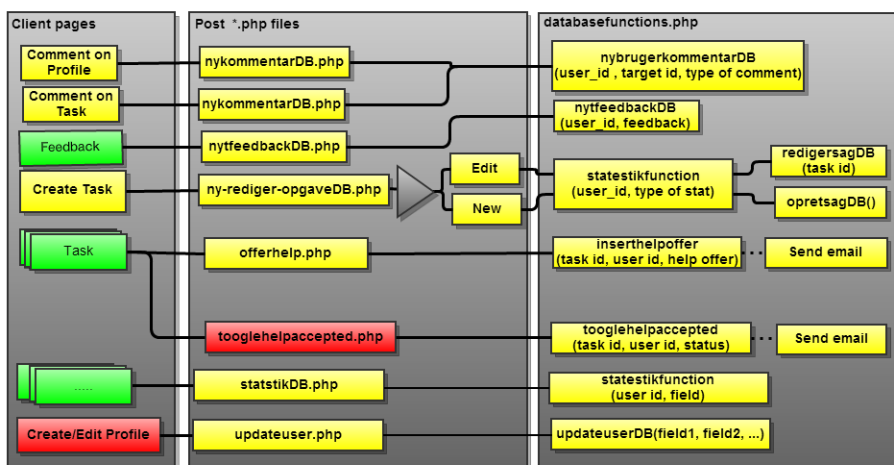 Client pages
Post *.php files
databasefunctions.php
Comment on
Profile
nykommentarDB.php
nybrugerkommentarDB
(user_id , target id, type of comment)
Comment on
Task
nykommentarDB.php
nytfeedbackDB
(user_id, feedback)
Feedback
nytfeedbackDB.php
Create Task
ny-rediger-opgaveDB.php
Edit
New
statestikfunction
(user_id, type of stat)
redigersagDB
(task id)
opretsagDB()
Task
offerhelp.php
inserthelpoffer
(task id, user id, help offer)
Send email
tooglehelpaccepted.php
tooglehelpaccepted
(task id, user id, status)
Send email
.....
statstikDB.php
statestikfunction
(user id, field)
Create/Edit Profile
updateuser.php
updateuserDB(field1, field2, ...)